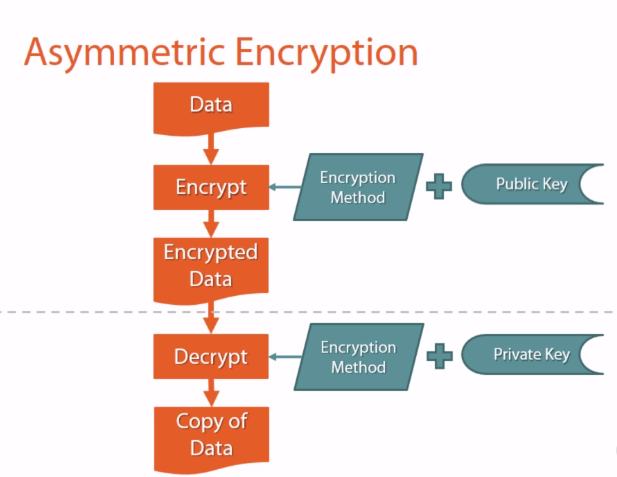 Asymmetric Encryption
Data
Encrypt
Encryption
Method
Public Key
Encrypted
Data
Decrypt
Encryption
Method
Private Key
Copy of
Data